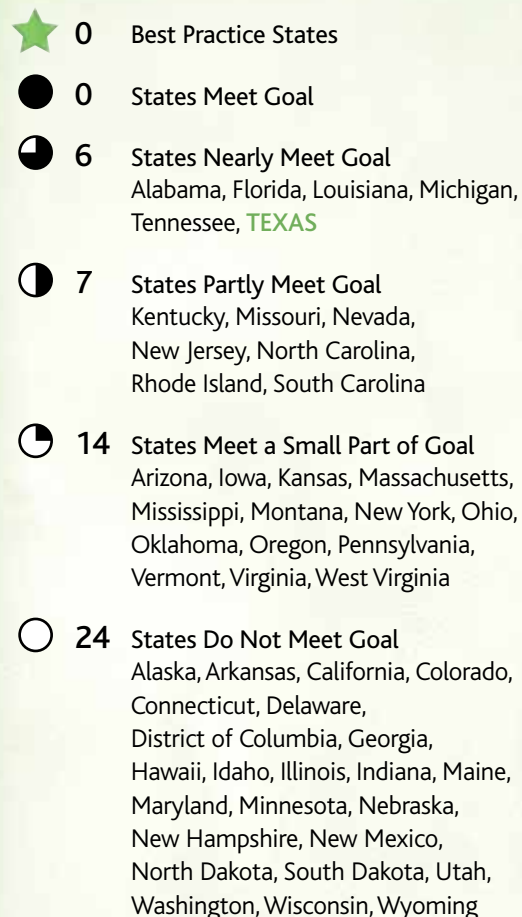 0 Best Practice States
0 States Meet Goal
6 States Nearly Meet Goal
Alabama, Florida, Louisiana, Michigan,
Tennessee, TEXAS
7 States Partly Meet Goal
Kentucky, Missouri, Nevada,
New Jersey, North Carolina,
Rhode Island, South Carolina
14 States Meet a Small Part of Goal
Arizona, Iowa, Kansas, Massachusetts,
Mississippi, Montana, New York, Ohio,
Oklahoma, Oregon, Pennsylvania,
Vermont, Virginia, West Virginia
24 States Do Not Meet Goal
Alaska, Arkansas, California, Colorado,
Connecticut, Delaware,
District of Columbia, Georgia,
Hawaii, Idaho, Illinois, Indiana, Maine,
Maryland, Minnesota, Nebraska,
New Hampshire, New Mexico,
North Dakota, South Dakota, Utah,
Washington, Wisconsin, Wyoming